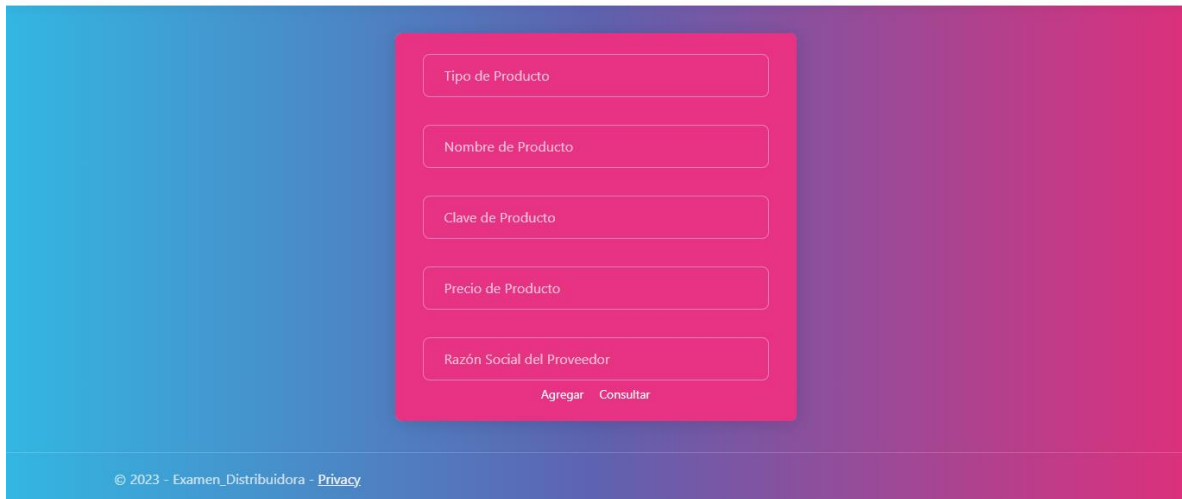 Tipo de Producto
Nombre de Producto
Clave de Producto
Precio de Producto
Razón Social del Proveedor
Agregar Consultar
© 2023 - Examen_Distribuidora - Privacy